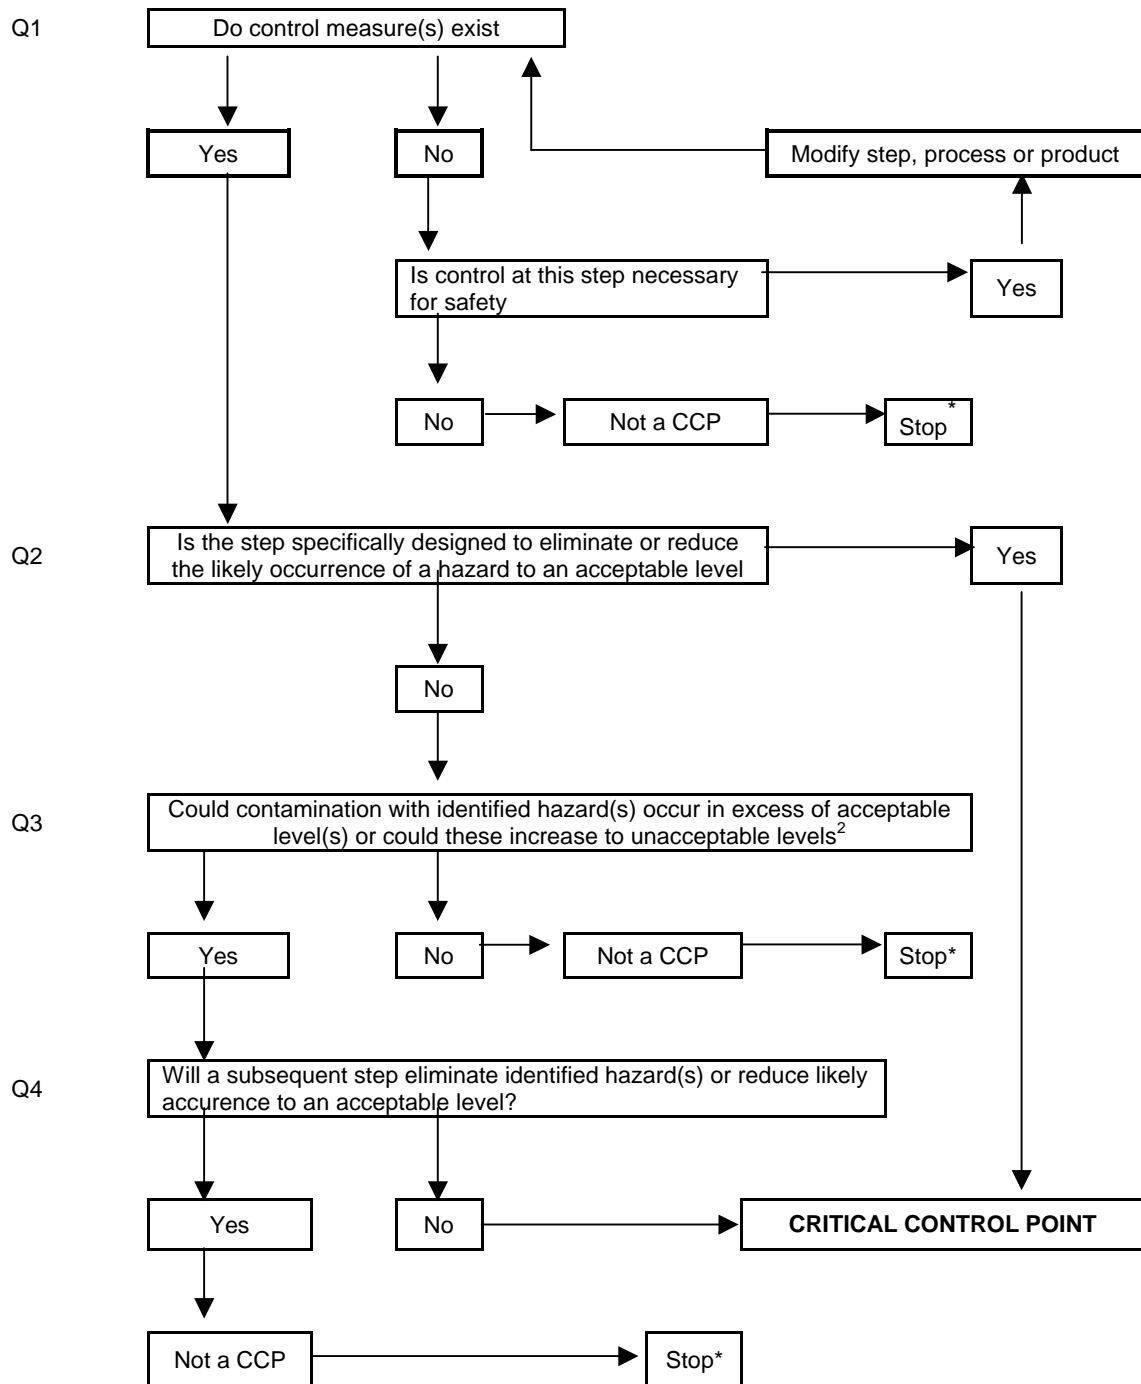 Q1
Do control measure(s) exist
Yes
No
Modify step, process or product
Is control at this step necessary
for safety
Yes
No
Not a CCP
Stop*
Q2
Is the step specifically designed to eliminate or reduce
the likely occurrence of a hazard to an acceptable level
Yes
No
Q3
Could contamination with identified hazard(s) occur in excess of acceptable
level(s) or could these increase to unacceptable levels²
Yes
No
Not a CCP
Stop*
Q4
Will a subsequent step eliminate identified hazard(s) or reduce likely
accurence to an acceptable level?
Yes
No
CRITICAL CONTROL POINT
Not a CCP
Stop*